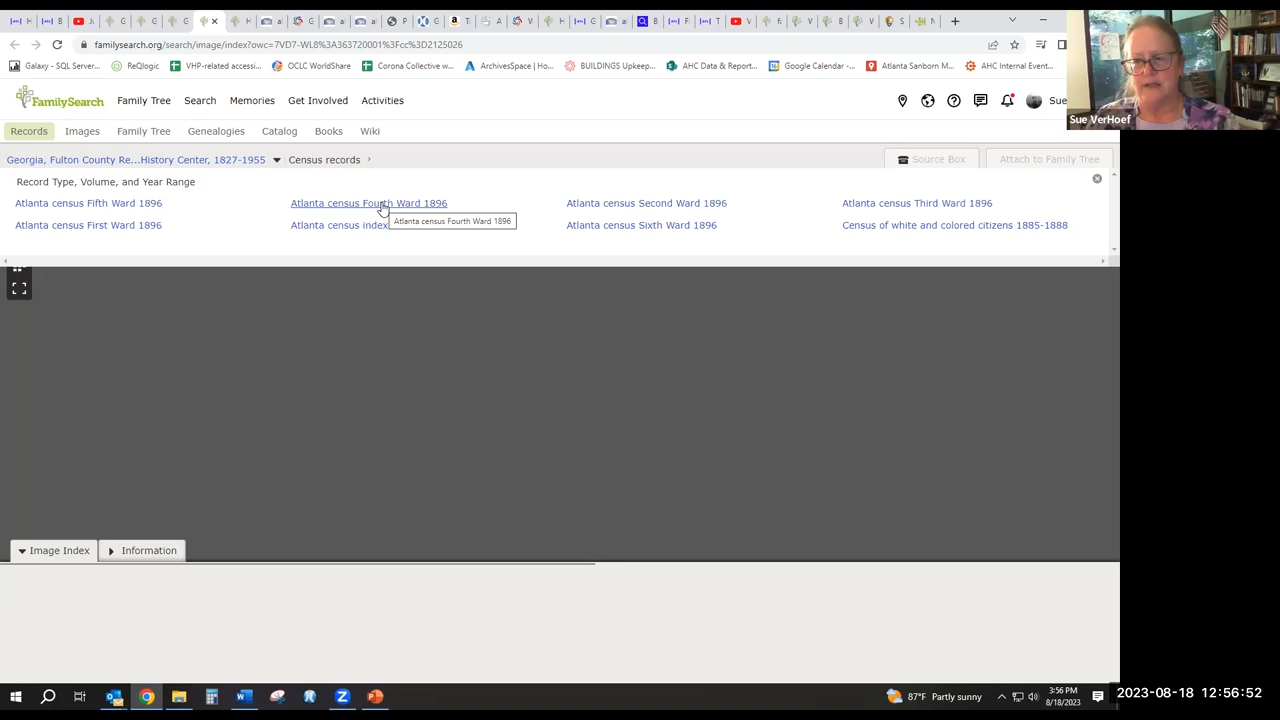 familysearch.org/search/image/index?owc=7VD7-WL8%3A363720001%3Fcc%3D2125026
Galaxy - SQL Server...
ReQlogic
VHP-related accessi...
OCLC WorldShare
Corona Collective w...
ArchivesSpace | Ho...
BUILDINGS Upkeep...
AHC Data & Report...
Google Calendar -...
Atlanta Sanborn M...
AHC Internal Event...
Sue VerHoef
FamilySearch
Family Tree
Search
Memories
Get Involved
Activities
Sue
Records
Images
Family Tree
Genealogies
Catalog
Books
Wiki
Georgia, Fulton County Re...History Center, 1827-1955
Census records
Source Box
Attach to Family Tree
Record Type, Volume, and Year Range
Atlanta census Fifth Ward 1896
Atlanta census Fourth Ward 1896
Atlanta census Second Ward 1896
Atlanta census Third Ward 1896
Atlanta census First Ward 1896
Atlanta census index
Atlanta census Fourth Ward 1896
Atlanta census Sixth Ward 1896
Census of white and colored citizens 1885-1888
Image Index
Information
87°F Partly sunny
3:56 PM
8/18/2023
2023-08-18 12:56:52